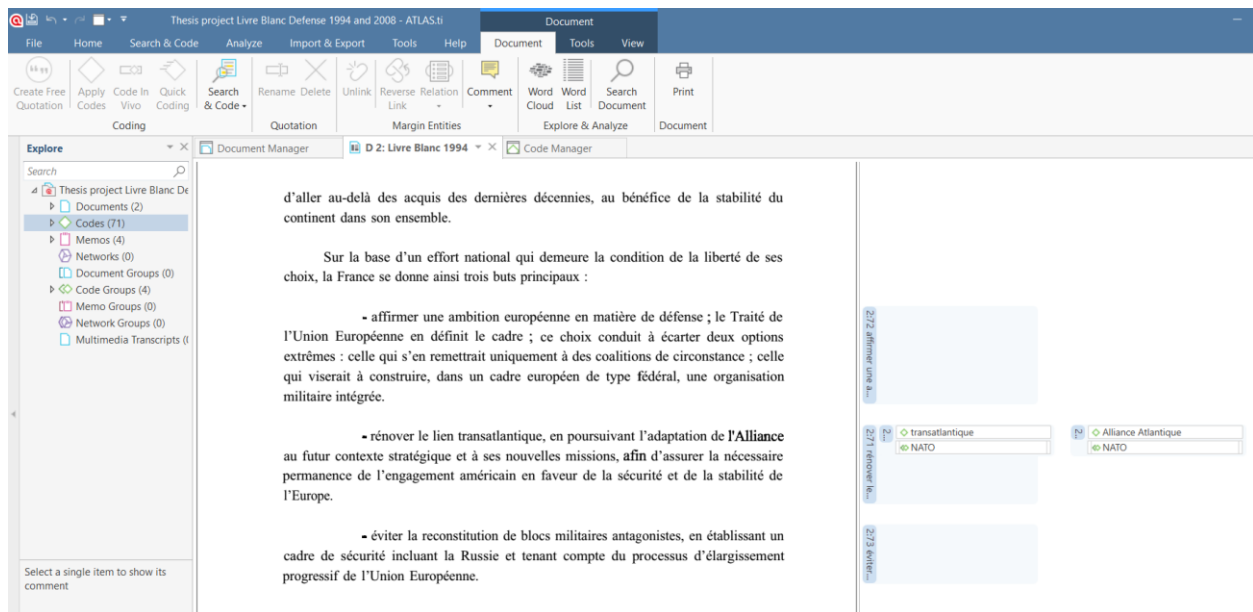 Thesis project Livre Blanc Defense 1994 and 2008 - ATLAS.ti
Document
File Home Search & Code Analyze Import & Export Tools Help Document Tools View
Create Free Quotation
Apply Codes
Code In Vivo
Quick Coding
Search & Code
Rename Delete
Unlink
Reverse Link
Relation
Comment
Word Cloud
Word List
Search Document
Print
Coding Quotation Margin Entities Explore & Analyze Document
Explore
Document Manager
D 2: Livre Blanc 1994
Code Manager
Search
Thesis project Livre Blanc De
Documents (2)
Codes (71)
Memos (4)
Networks (0)
Document Groups (0)
Code Groups (4)
Memo Groups (0)
Network Groups (0)
Multimedia Transcripts (
Select a single item to show its
comment
d'aller au-delà des acquis des dernières décennies, au bénéfice de la stabilité du
continent dans son ensemble.
Sur la base d'un effort national qui demeure la condition de la liberté de ses
choix, la France se donne ainsi trois buts principaux :
- affirmer une ambition européenne en matière de défense ; le Traité de
l'Union Européenne en définit le cadre ; ce choix conduit à écarter deux options
extrêmes : celle qui s'en remettrait uniquement à des coalitions de circonstance ; celle
qui viserait à construire, dans un cadre européen de type fédéral, une organisation
militaire intégrée.
- rénover le lien transatlantique, en poursuivant l'adaptation de l'Alliance
au futur contexte stratégique et à ses nouvelles missions, afin d'assurer la nécessaire
permanence de l'engagement américain en faveur de la sécurité et de la stabilité de
l'Europe.
- éviter la reconstitution de blocs militaires antagonistes, en établissant un
cadre de sécurité incluant la Russie et tenant compte du processus d'élargissement
progressif de l'Union Européenne.
2:72 affirmer une a...
2:71 rénover le...
2...
transatlantique
NATO
2...
Alliance Atlantique
NATO
2:73 éviter...